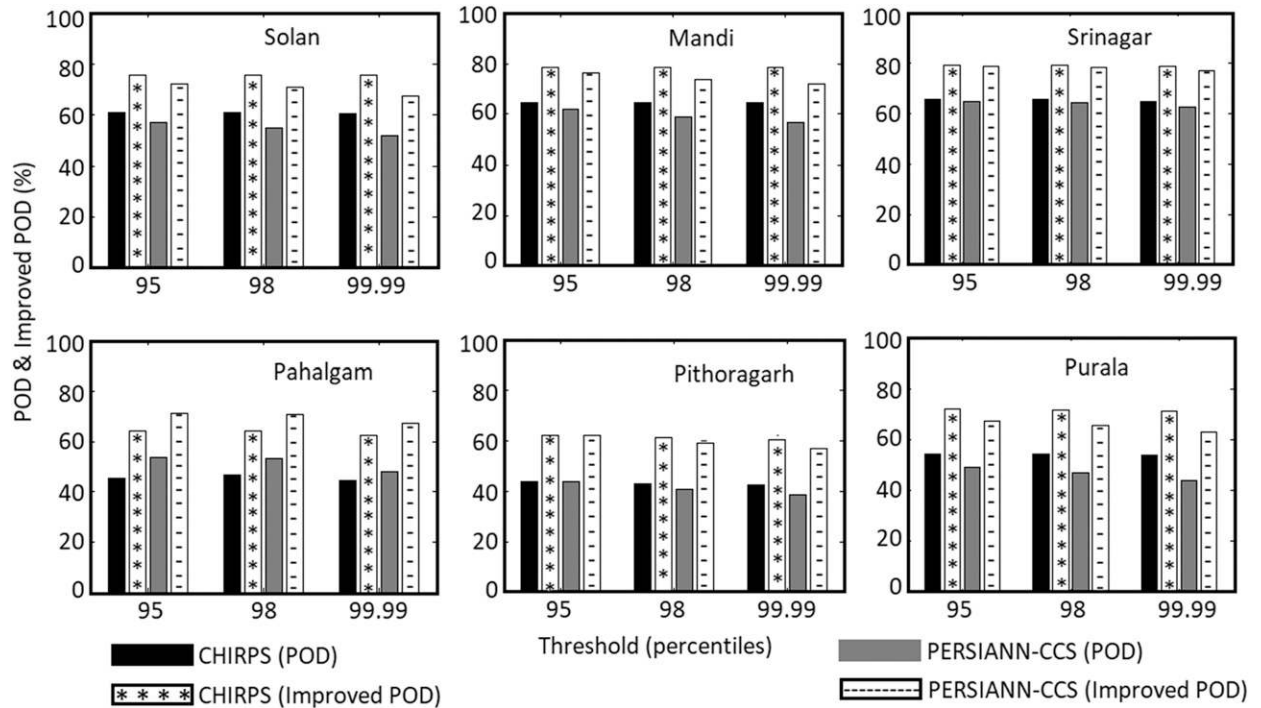 POD & Improved POD (%)
Solan
100
80
60
40
20
0
95 98 99.99
Mandi
100
80
60
40
20
0
95 98 99.99
Srinagar
100
80
60
40
20
0
95 98 99.99
Pahalgam
100
80
60
40
20
0
95 98 99.99
Pithoragarh
100
80
60
40
20
0
95 98 99.99
Purala
100
80
60
40
20
0
95 98 99.99
Threshold (percentiles)
CHIRPS (POD)
CHIRPS (Improved POD)
PERSIANN-CCS (POD)
PERSIANN-CCS (Improved POD)